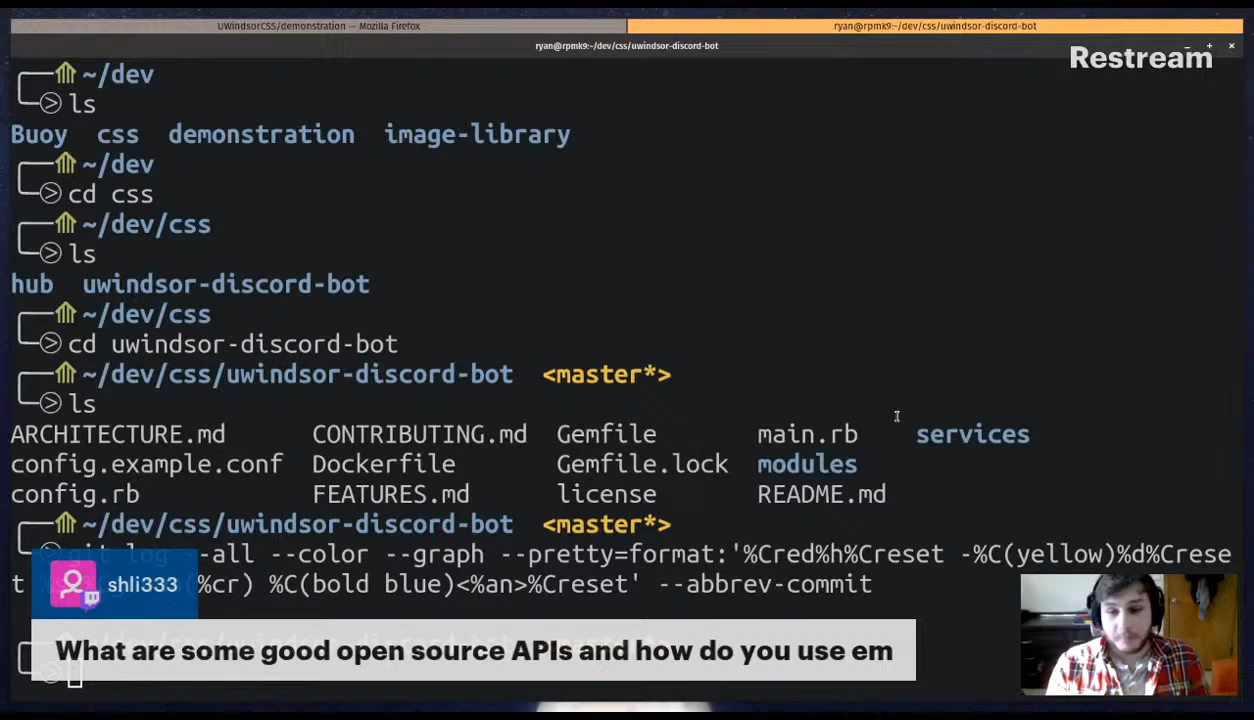 UWindsorCSS/demonstration — Mozilla Firefox
ryan@rpmk9:~/dev/css/uwindsor-discord-bot
ryan@rpmk9:~/dev/css/uwindsor-discord-bot
Restream
~/dev
ls
Buoy css demonstration image-library
~/dev
cd css
~/dev/css
ls
hub uwindsor-discord-bot
~/dev/css
cd uwindsor-discord-bot
~/dev/css/uwindsor-discord-bot <master*>
ls
ARCHITECTURE.md CONTRIBUTING.md Gemfile main.rb services
config.example.conf Dockerfile Gemfile.lock modules
config.rb FEATURES.md license README.md
~/dev/css/uwindsor-discord-bot <master*>
git log --all --color --graph --pretty=format:'%Cred%h%Creset -%C(yellow)%d%Crese
t (%cr) %C(bold blue)<%an>%Creset' --abbrev-commit
shli333
What are some good open source APIs and how do you use em